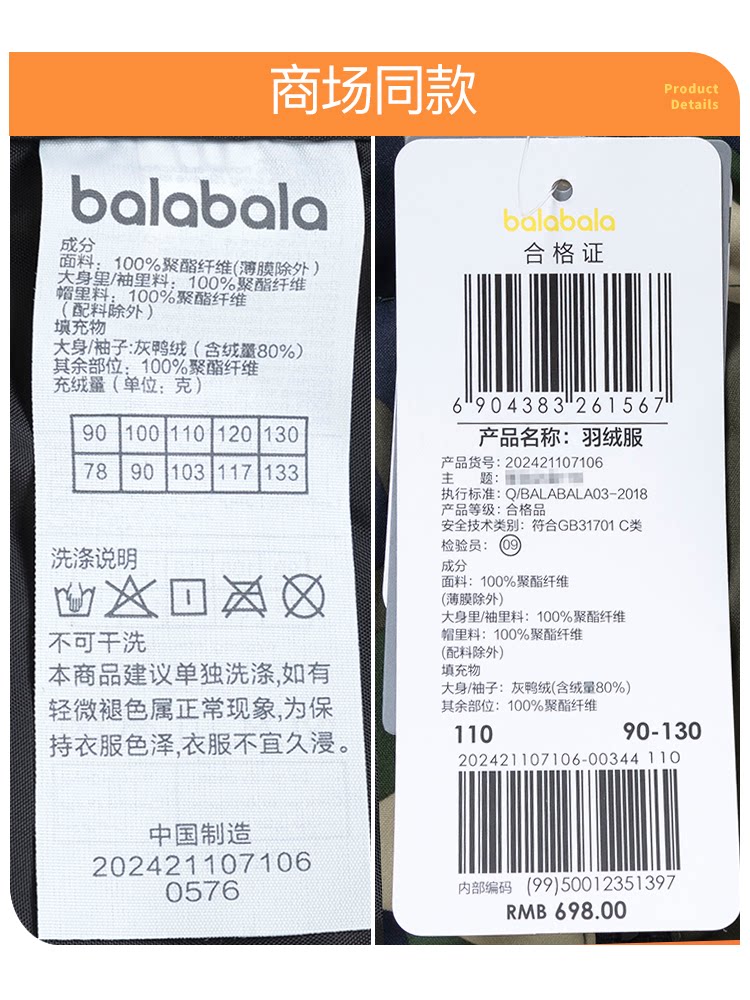 商场同款
Product
Details
balabala
成分
面料：100%聚酯纤维(薄膜除外)
大身里/袖里料：100%聚酯纤维
帽里料：100%聚酯纤维
(配料除外)
填充物
大身/袖子:灰鸭绒（含绒量80%）
其余部位：100%聚酯纤维
充绒量（单位：克）
90 100 110 120 130
78 90 103 117 133
洗涤说明
不可干洗
本商品建议单独洗涤,如有
轻微褪色属正常现象,为保
持衣服色泽,衣服不宜久浸。
中国制造
202421107106
0576
balabala
合格证
6 904383 261567
产品名称：羽绒服
产品货号：202421107106
主 题：
执行标准：Q/BALABALA03-2018
产品等级：合格品
安全技术类别：符合GB31701 C类
检验员：09
成分
面料：100%聚酯纤维
(薄膜除外)
大身里/袖里料：100%聚酯纤维
帽里料：100%聚酯纤维
(配料除外)
填充物
大身/袖子：灰鸭绒(含绒量80%)
其余部位：100%聚酯纤维
110 90-130
202421107106-00344 110
内部编码 (99)50012351397
RMB 698.00